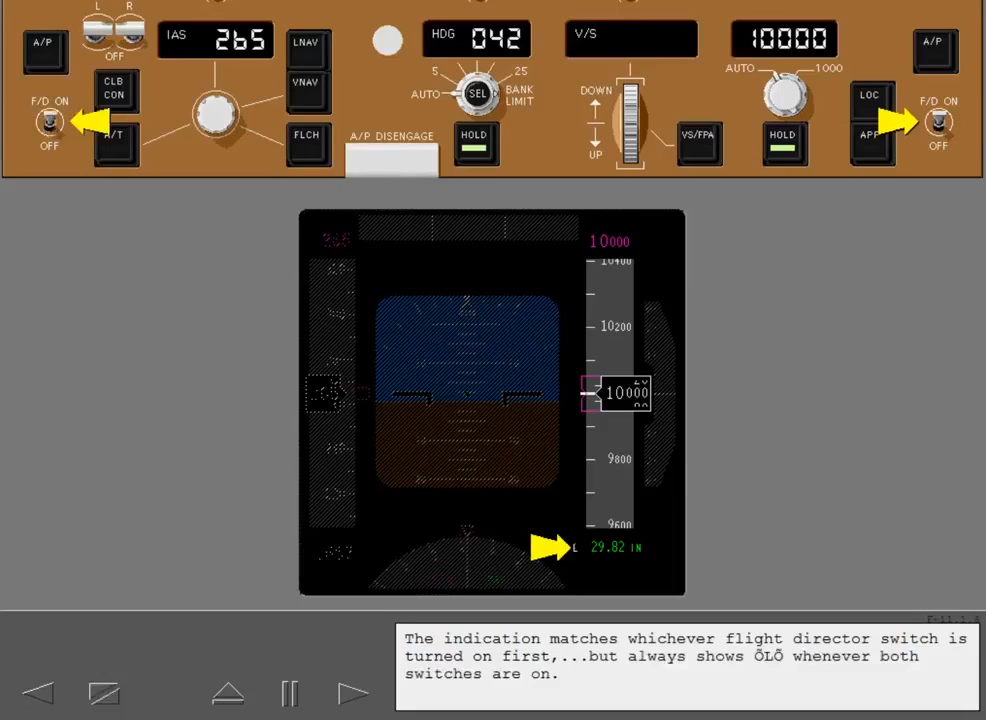 L R
OFF
A/P
IAS 265
LNAV
HDG 042
V/S
10000
A/P
CLB
CON
VNAV
5 25
AUTO SEL BANK
LIMIT
DOWN
UP
AUTO 1000
LOC
F/D ON
OFF
A/T
FLCH
A/P DISENGAGE
HOLD
VS/FPA
HOLD
APP
F/D ON
OFF
265
10000
10400
10200
10000
9800
9600
L 29.82 IN
The indication matches whichever flight director switch is
turned on first,...but always shows ÕLÕ whenever both
switches are on.